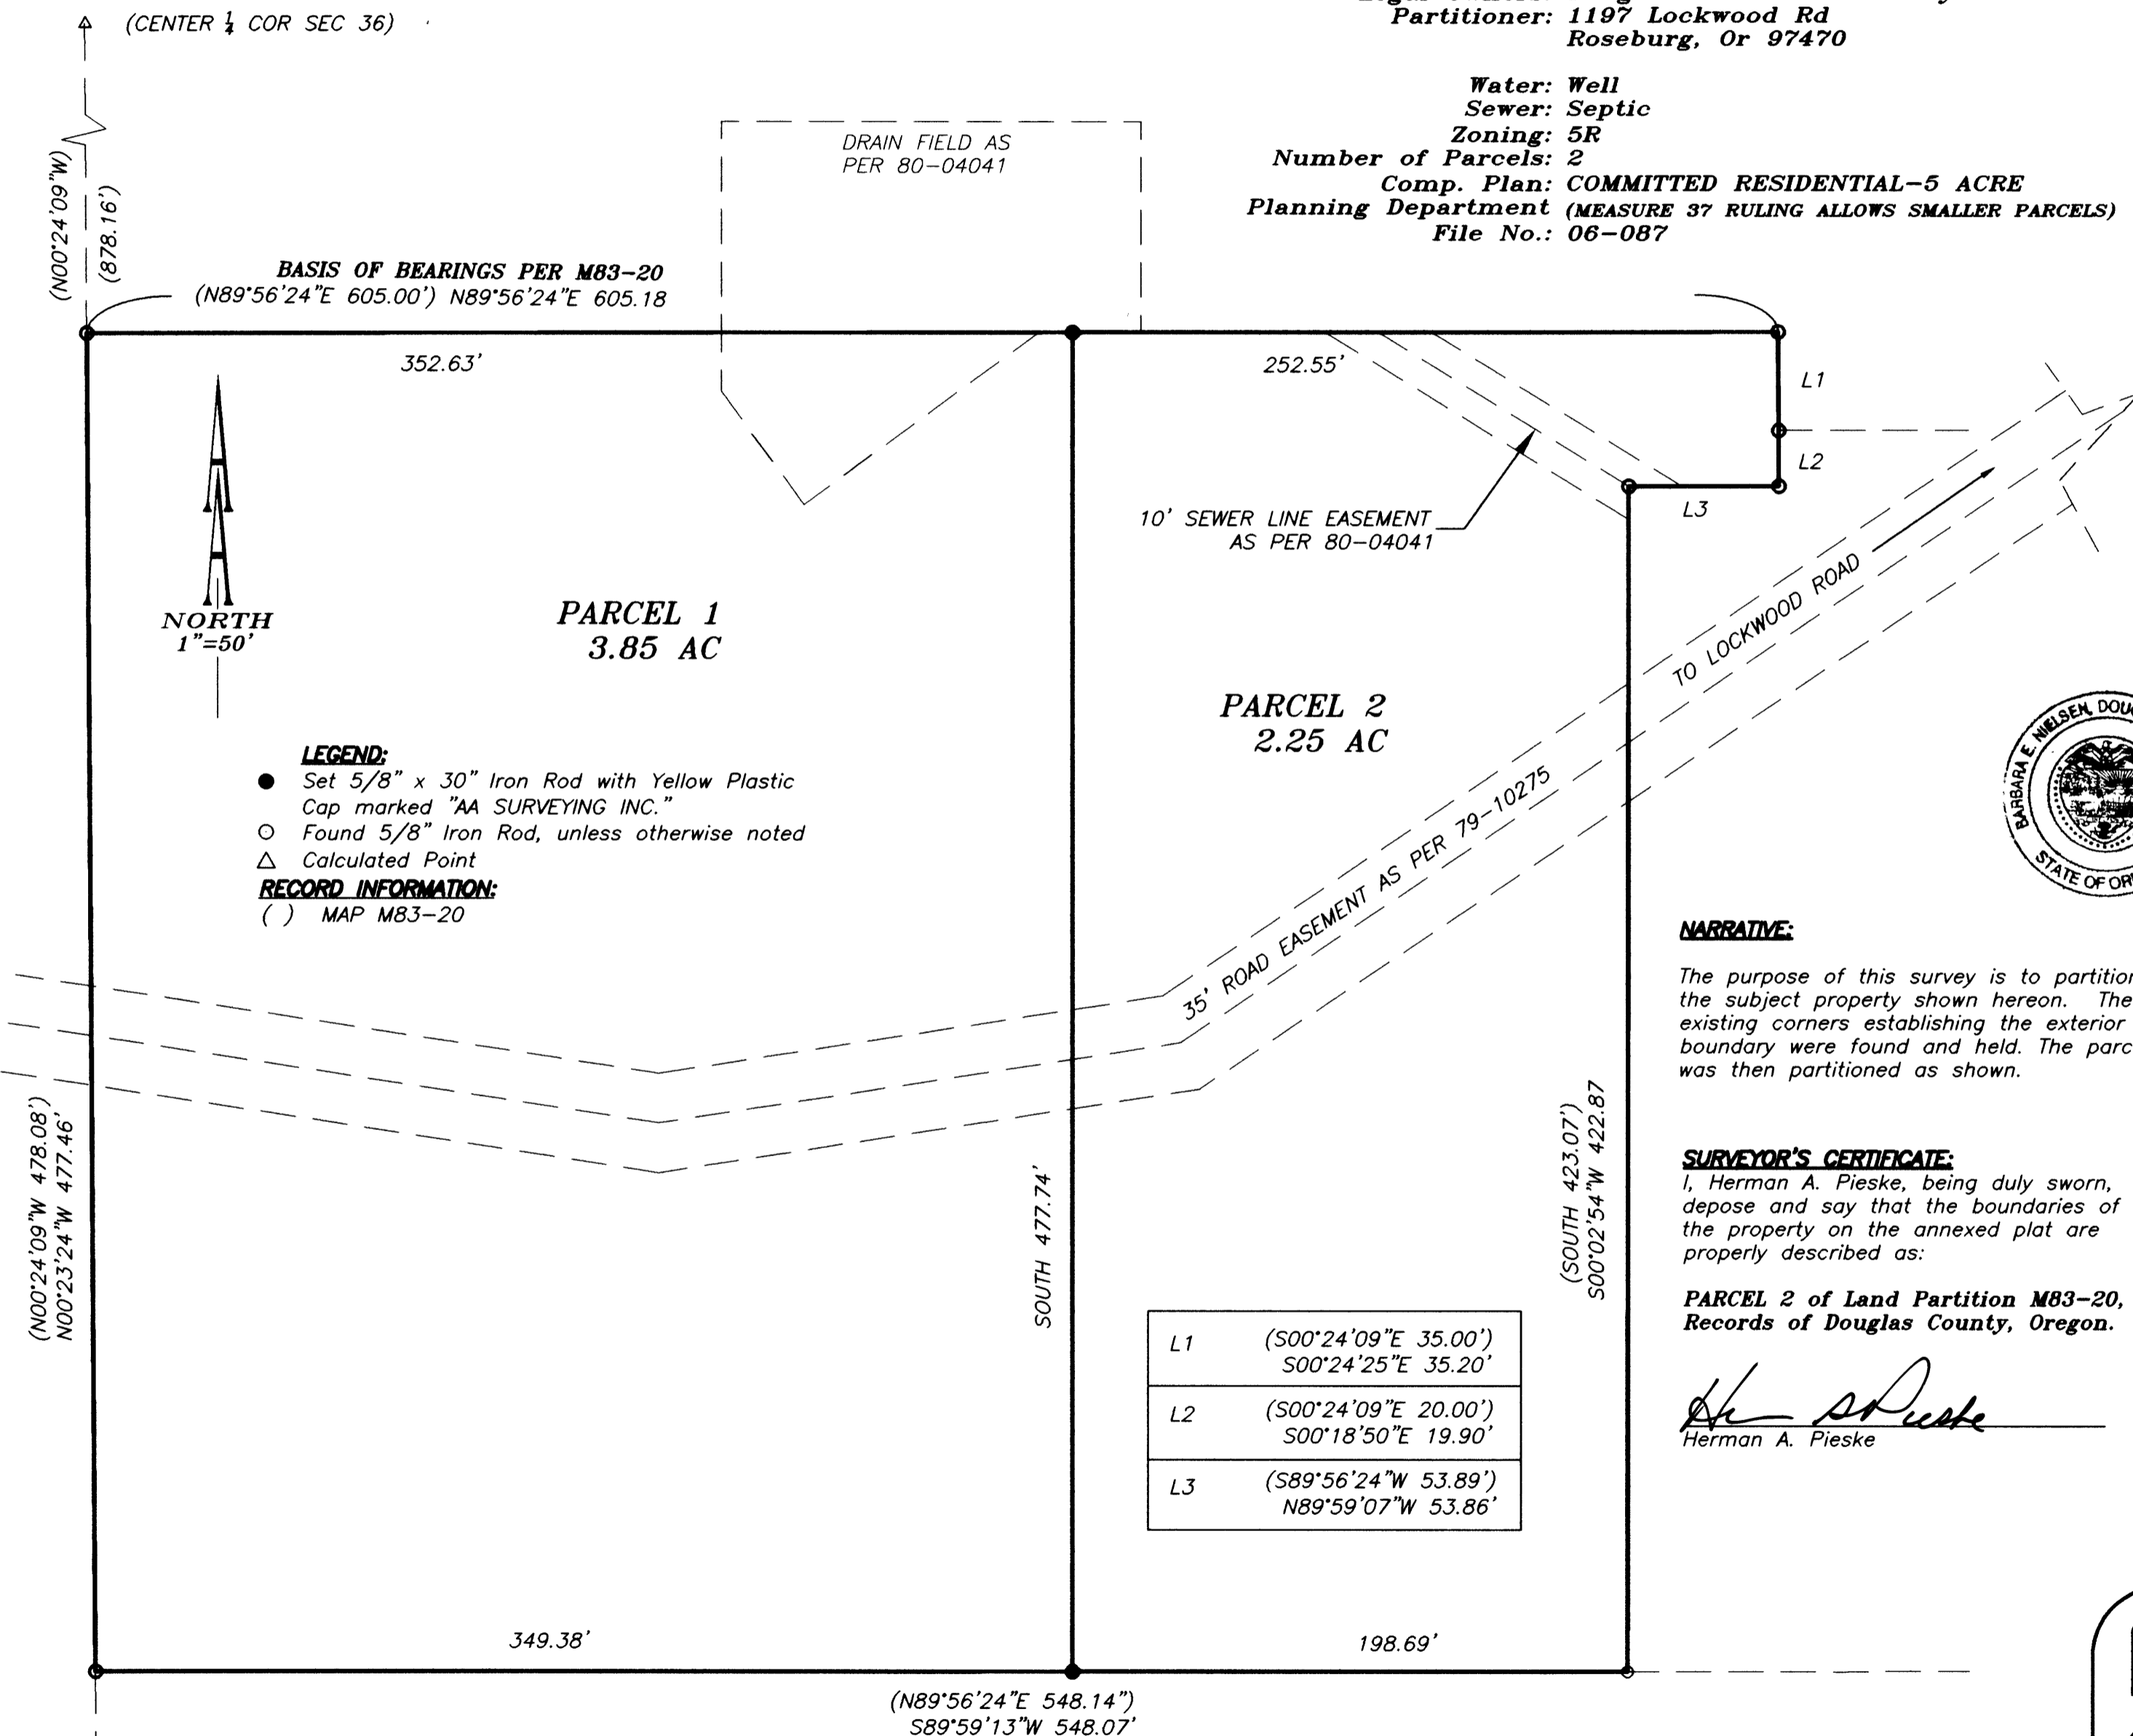 (CENTER ¼ COR SEC 36)
Partitioner: 1197 Lockwood Rd
Roseburg, Or 97470
Water: Well
Sewer: Septic
Zoning: 5R
Number of Parcels: 2
Comp. Plan: COMMITTED RESIDENTIAL-5 ACRE
Planning Department (MEASURE 37 RULING ALLOWS SMALLER PARCELS)
File No.: 06-087
DRAIN FIELD AS
PER 80-04041
(N00°24'09"W)
(878.16')
BASIS OF BEARINGS PER M83-20
(N89°56'24"E 605.00') N89°56'24"E 605.18
352.63'
252.55'
L1
L2
L3
10' SEWER LINE EASEMENT
AS PER 80-04041
NORTH
1"=50'
PARCEL 1
3.85 AC
PARCEL 2
2.25 AC
TO LOCKWOOD ROAD
35' ROAD EASEMENT AS PER 79-10275
LEGEND:
● Set 5/8" x 30" Iron Rod with Yellow Plastic
Cap marked "AA SURVEYING INC."
○ Found 5/8" Iron Rod, unless otherwise noted
△ Calculated Point
RECORD INFORMATION:
( ) MAP M83-20
BARBARA E. NIELSEN, DOU
STATE OF OR
NARRATIVE:
The purpose of this survey is to partition
the subject property shown hereon. The
existing corners establishing the exterior
boundary were found and held. The parc
was then partitioned as shown.
(N00°24'09"W 478.08')
N00°23'24"W 477.46'
SOUTH 477.74'
(SOUTH 423.07')
S00°02'54"W 422.87
SURVEYOR'S CERTIFICATE:
I, Herman A. Pieske, being duly sworn,
depose and say that the boundaries of
the property on the annexed plat are
properly described as:
PARCEL 2 of Land Partition M83-20,
Records of Douglas County, Oregon.
Herman A. Pieske
L1 (S00°24'09"E 35.00')
S00°24'25"E 35.20'
L2 (S00°24'09"E 20.00')
S00°18'50"E 19.90'
L3 (S89°56'24"W 53.89')
N89°59'07"W 53.86'
349.38'
198.69'
(N89°56'24"E 548.14")
S89°59'13"W 548.07'